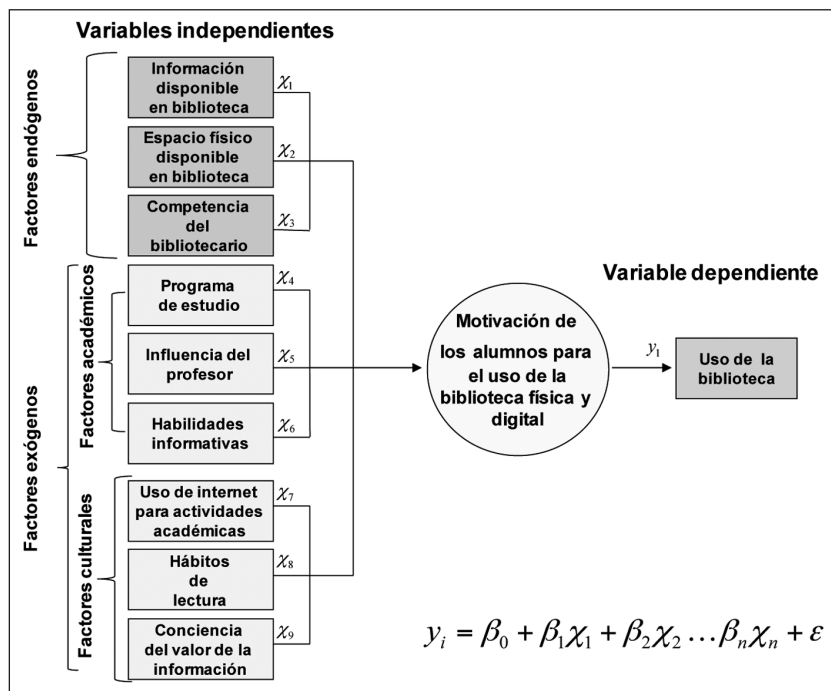 Variables independientes
Factores endógenos
Información
disponible
en biblioteca
χ1
Espacio físico
disponible
en biblioteca
χ2
Competencia
del
bibliotecario
χ3
Factores exógenos
Factores académicos
Programa
de estudio
χ4
Influencia del
profesor
χ5
Habilidades
informativas
χ6
Factores culturales
Uso de internet
para actividades
académicas
χ7
Hábitos
de
lectura
χ8
Conciencia
del valor de la
información
χ9
Motivación de
los alumnos para
el uso de la
biblioteca física y
digital
y1
Variable dependiente
Uso de la
biblioteca
yi = β0 + β1χ1 + β2χ2 ... βnχn + ε